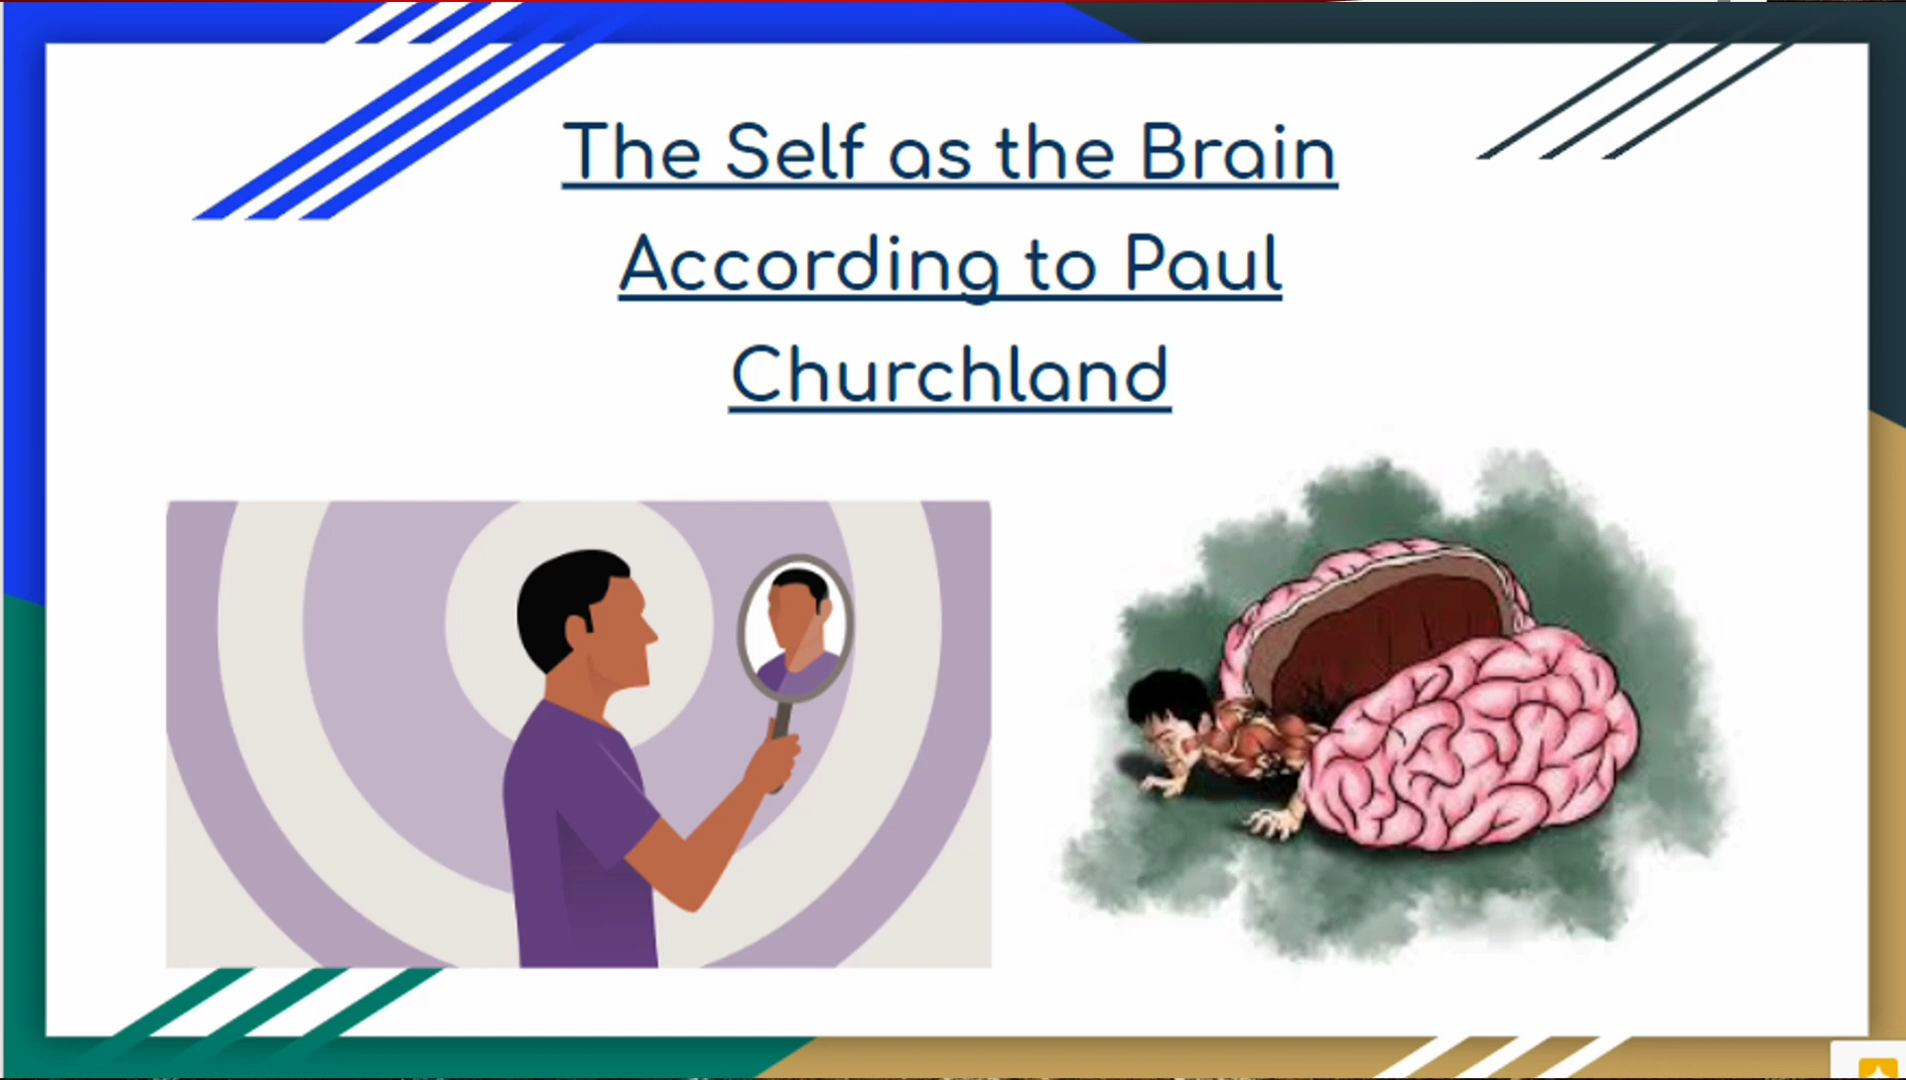 The Self as the Brain
According to Paul
Churchland